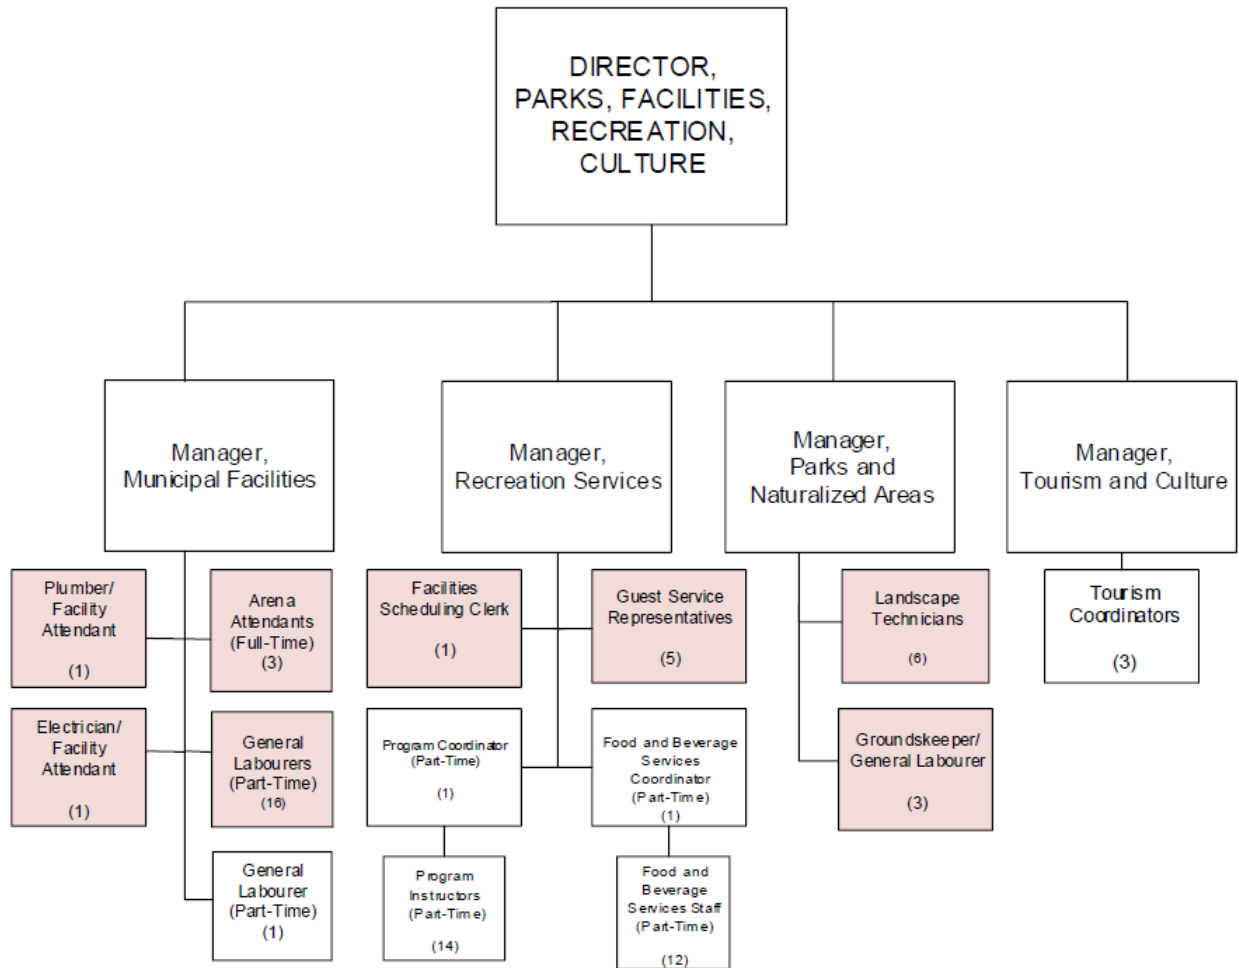 DIRECTOR,
PARKS, FACILITIES,
RECREATION,
CULTURE
Manager,
Municipal Facilities
Manager,
Recreation Services
Manager,
Parks and
Naturalized Areas
Manager,
Tourism and Culture
Plumber/
Facility
Attendant
(1)
Arena
Attendants
(Full-Time)
(3)
Facilities
Scheduling Clerk
(1)
Guest Service
Representatives
(5)
Landscape
Technicians
(6)
Tourism
Coordinators
(3)
Electrician/
Facility
Attendant
(1)
General
Labourers
(Part-Time)
(16)
Program Coordinator
(Part-Time)
(1)
Food and Beverage
Services
Coordinator
(Part-Time)
(1)
Groundskeeper/
General Labourer
(3)
General
Labourer
(Part-Time)
(1)
Program
Instructors
(Part-Time)
(14)
Food and
Beverage
Services Staff
(Part-Time)
(12)